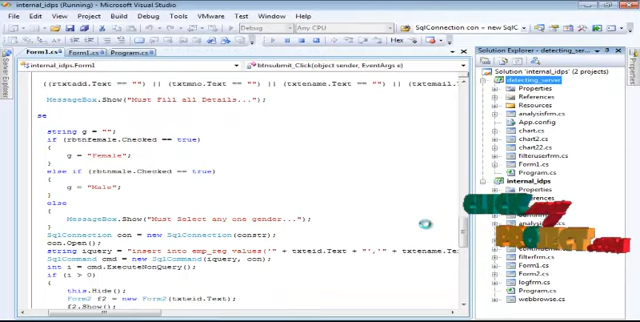 internal_idps (Running) - Microsoft Visual Studio
File Edit View Project Build Debug Data Tools VMware Test Window Help
Debug Any CPU SqlConnection con = new SqlC
Hex
Form1.cs Form1.cs Program.cs
Solution Explorer - detecting_server
internal_idps.Form1 btnsubmit_Click(object sender, EventArgs e)
((rtxtadd.Text == "") || (txtmno.Text == "") || (txtename.Text == "") || (txtemail.
MessageBox.Show("Must Fill all Details...");
se
string g = "";
if (rbtnfemale.Checked == true)
g = "Female";
else if (rbtnmale.Checked == true)
g = "Male";
else
MessageBox.Show("Must Select any one gender...");
SqlConnection con = new SqlConnection(constr);
con.Open();
string iquery = "insert into emp_reg values('" + txteid.Text + "','" + txtename.Te
SqlCommand cmd = new SqlCommand(iquery, con);
int i = cmd.ExecuteNonQuery();
if (i > 0)
this.Hide();
Form2 f2 = new Form2(txteid.Text);
f2.Show();
Solution 'internal_idps' (2 projects)
detecting_server
Properties
References
Resources
analysisfrm.cs
App.config
chart.cs
chart2.cs
chart22.cs
filteruserfrm.cs
Form1.cs
Program.cs
internal_idps
Properties
filterfrm.cs
Form1.cs
Form2.cs
logfrm.cs
Program.cs
webbrowse.cs
Server Explorer
Properties